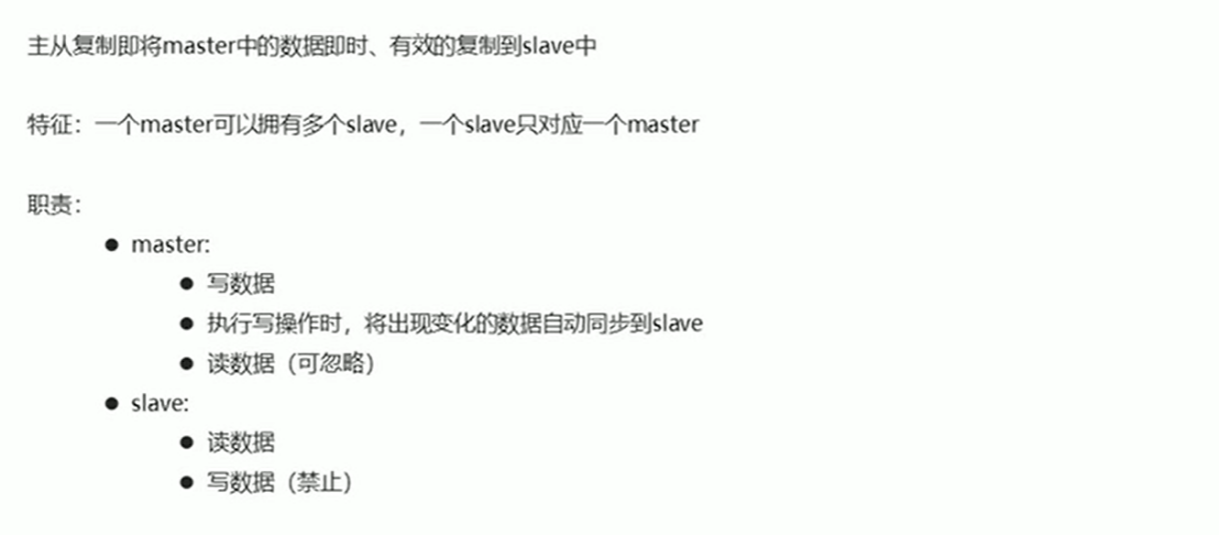 主从复制即将master中的数据即时、有效的复制到slave中
特征：一个master可以拥有多个slave，一个slave只对应一个master
职责：
● master:
● 写数据
● 执行写操作时，将出现变化的数据自动同步到slave
● 读数据（可忽略）
● slave:
● 读数据
● 写数据（禁止）